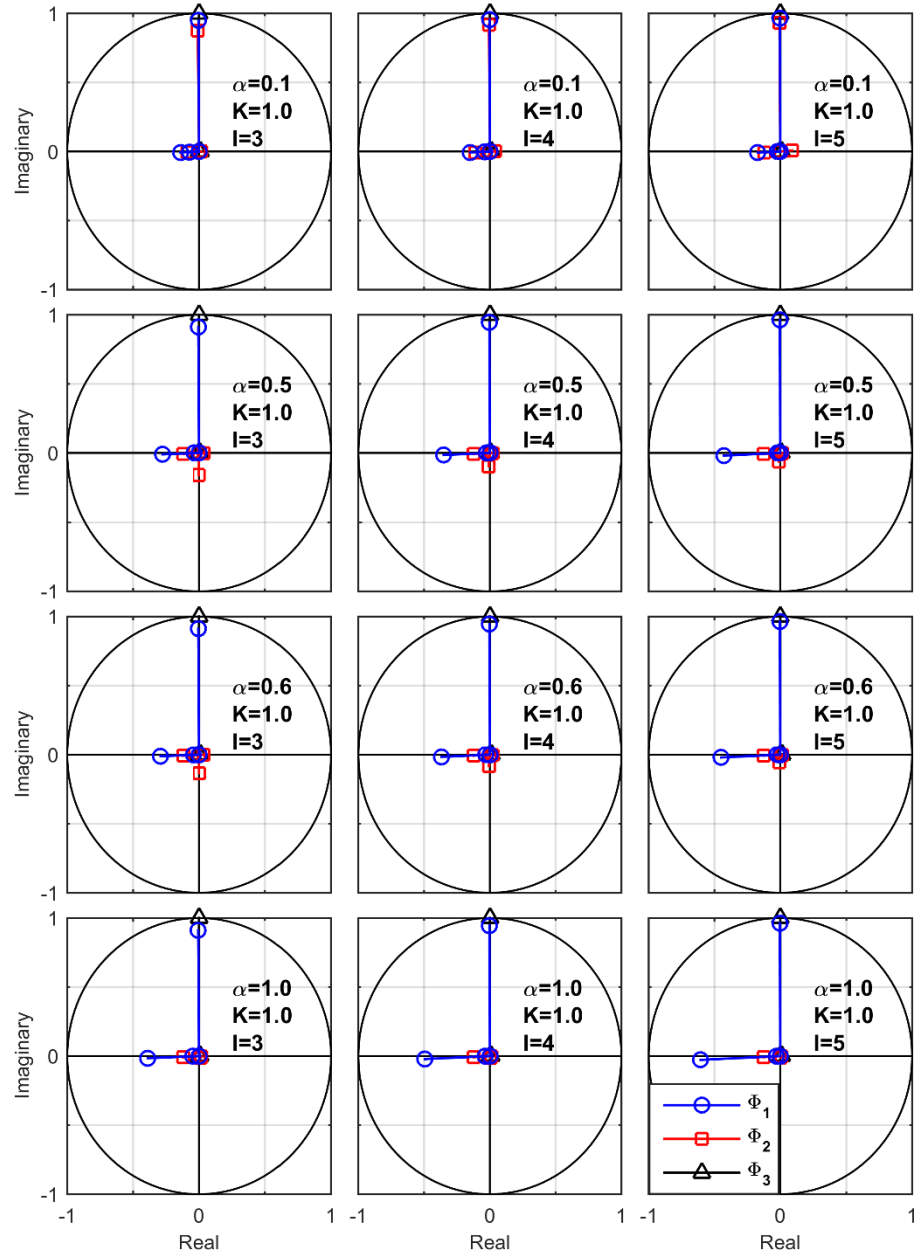 1
α=0.1
K=1.0
I=3
α=0.1
K=1.0
I=4
α=0.1
K=1.0
I=5
Imaginary
0
-1
1
α=0.5
K=1.0
I=3
α=0.5
K=1.0
I=4
α=0.5
K=1.0
I=5
Imaginary
0
-1
1
α=0.6
K=1.0
I=3
α=0.6
K=1.0
I=4
α=0.6
K=1.0
I=5
Imaginary
0
-1
1
α=1.0
K=1.0
I=3
α=1.0
K=1.0
I=4
α=1.0
K=1.0
I=5
Imaginary
0
Φ1
Φ2
Φ3
-1
-1 0 1
-1 0 1
-1 0 1
Real
Real
Real